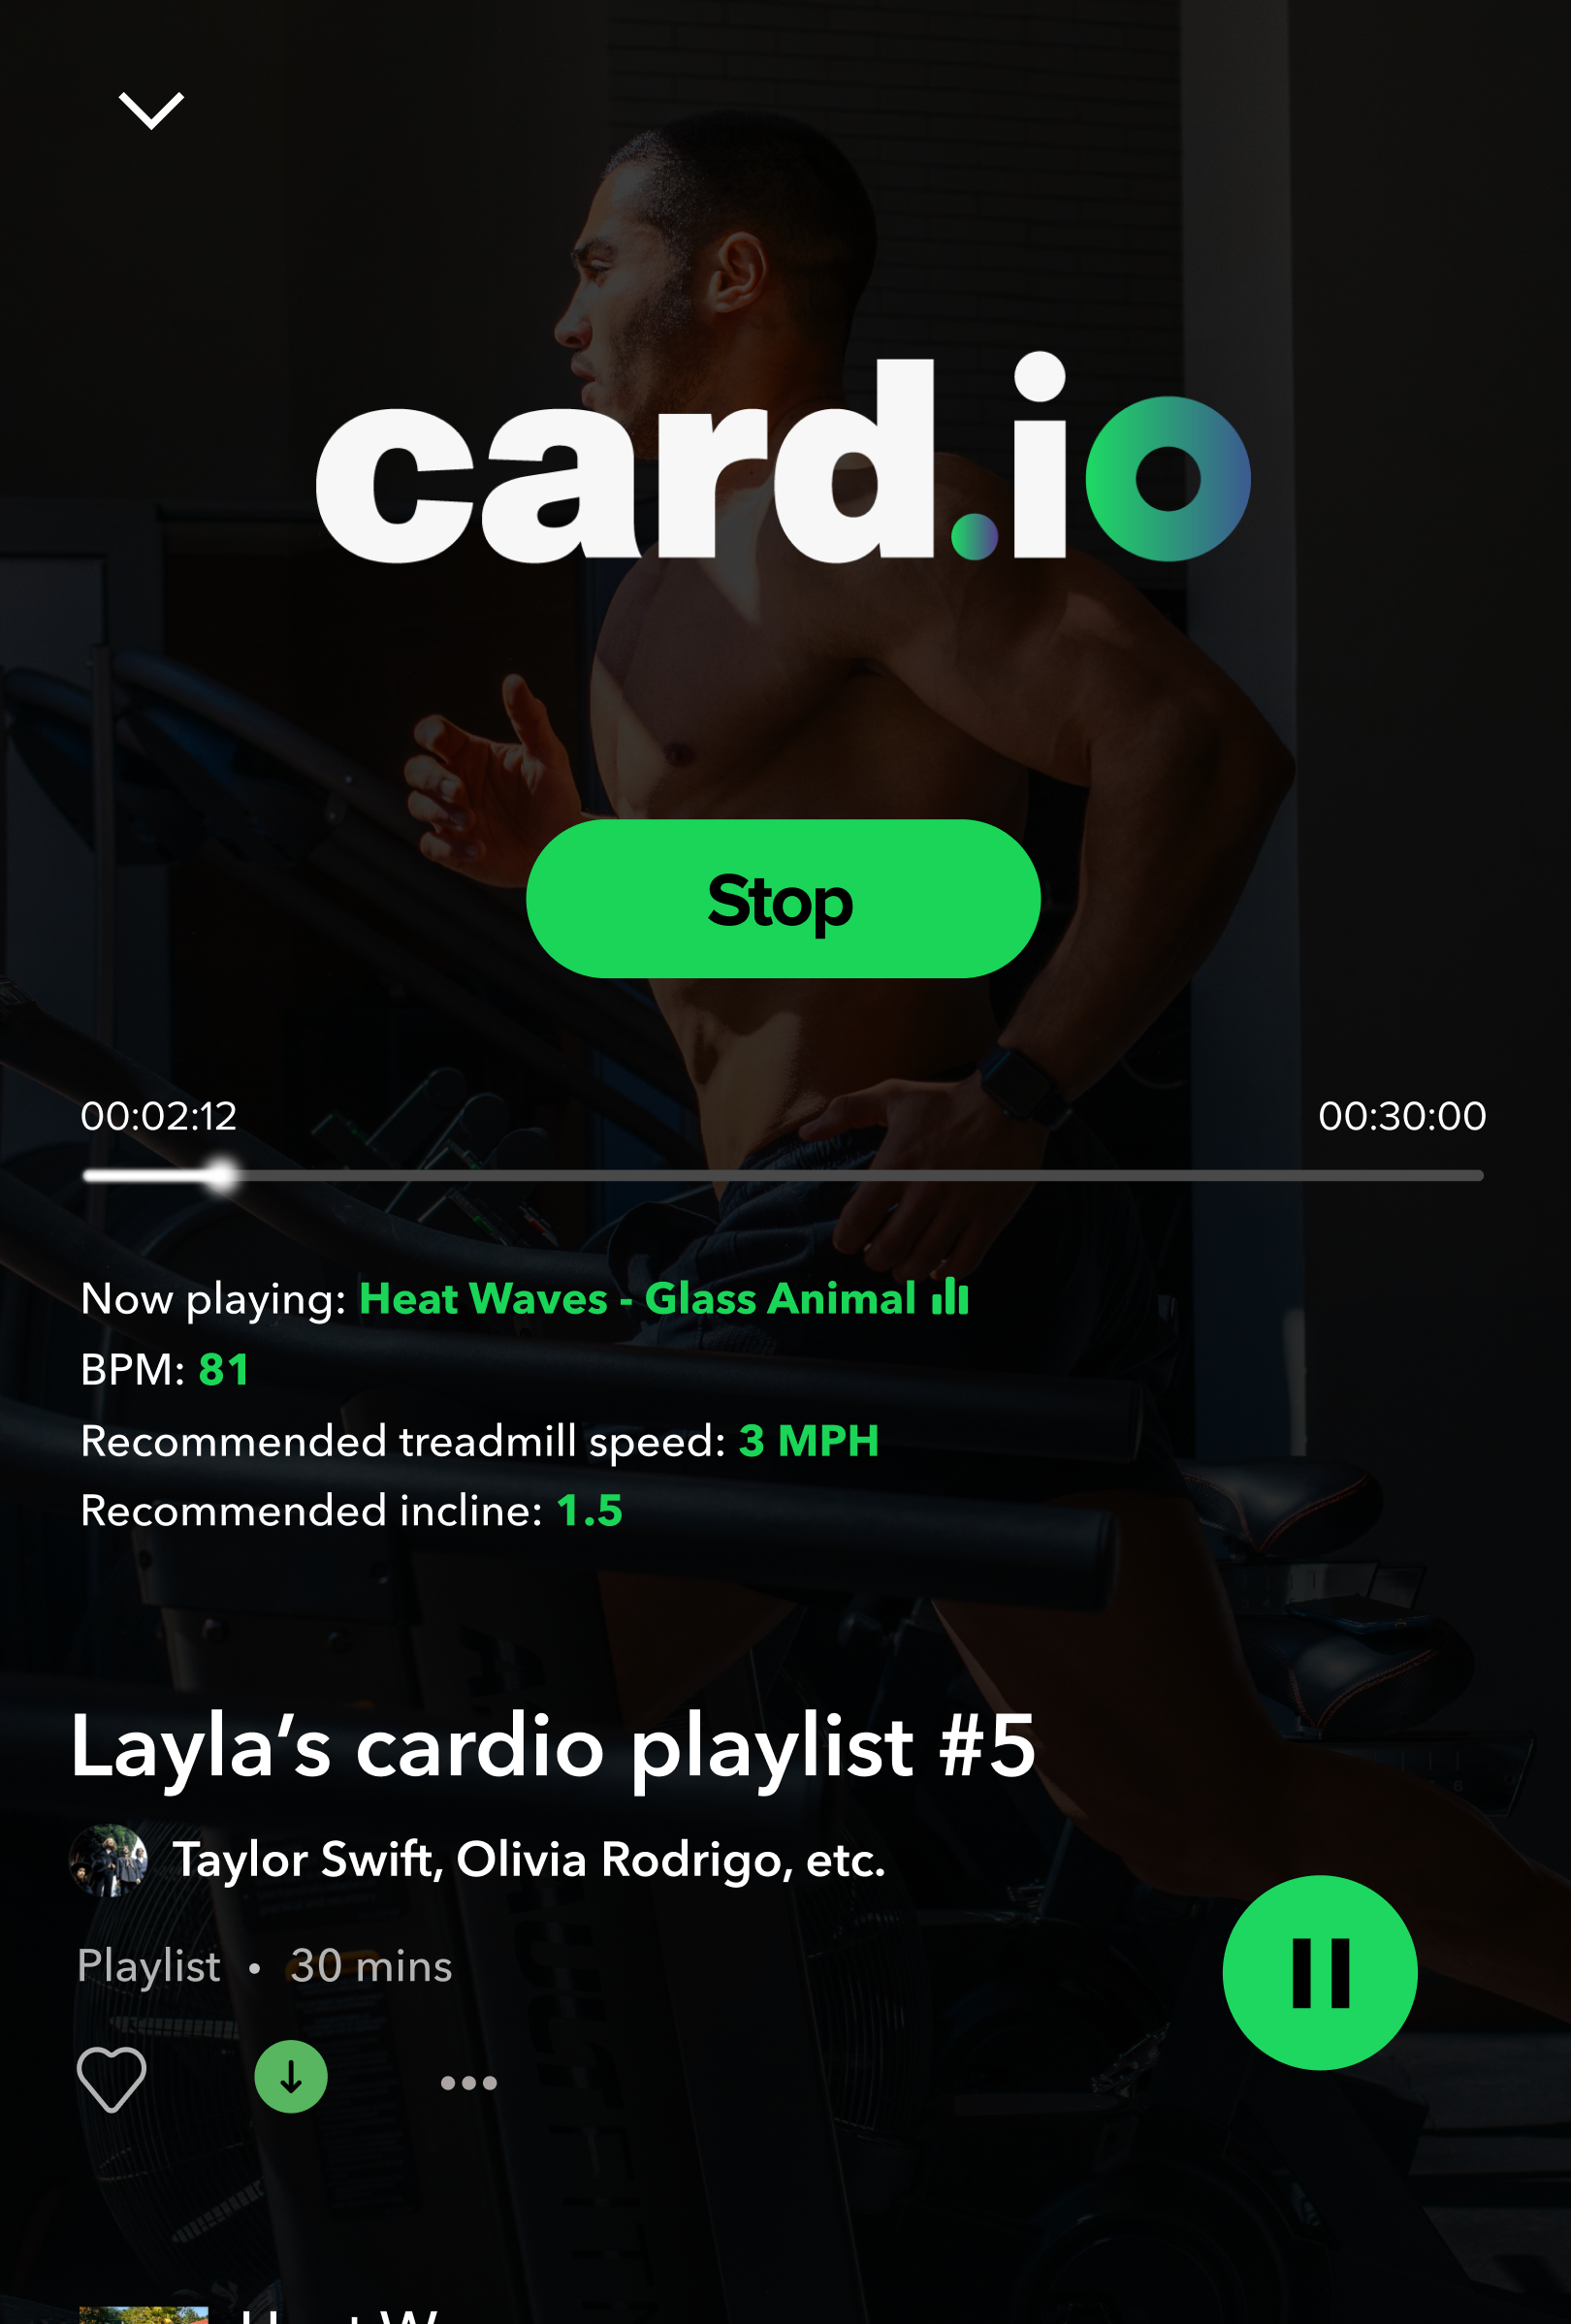 card.io
Stop
00:02:12
00:30:00
Now playing: Heat Waves - Glass Animal
BPM: 81
Recommended treadmill speed: 3 MPH
Recommended incline: 1.5
Layla’s cardio playlist #5
Taylor Swift, Olivia Rodrigo, etc.
Playlist • 30 mins